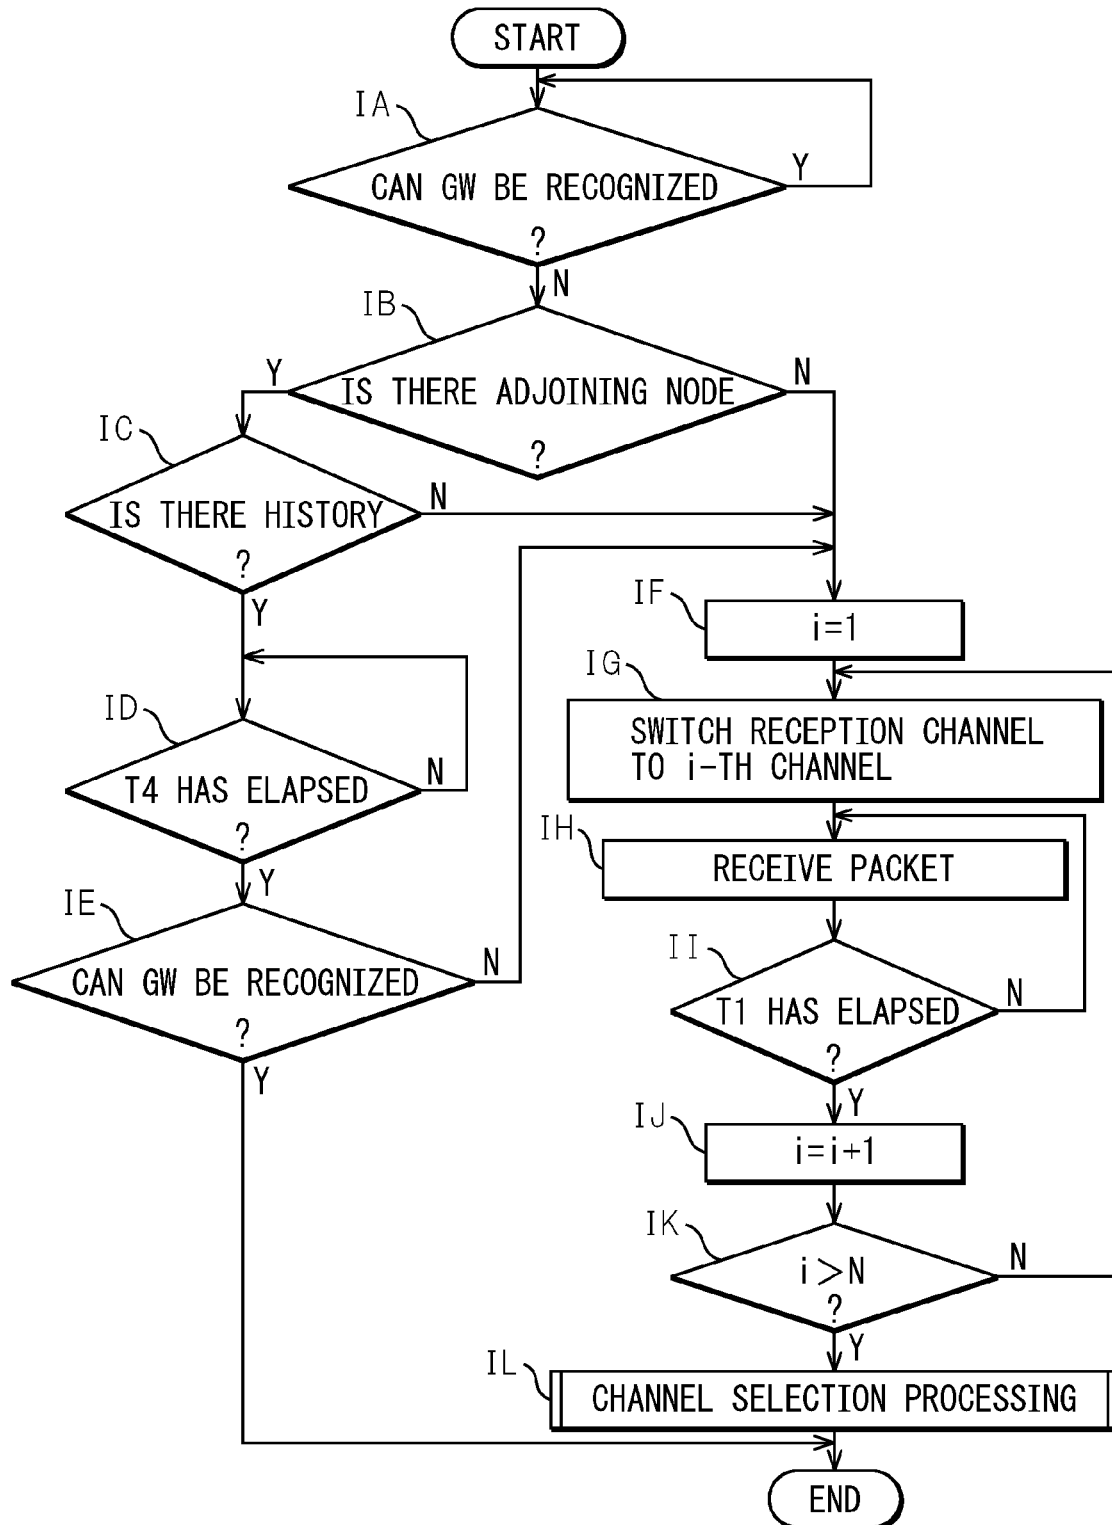 START
IA
CAN GW BE RECOGNIZED
?
Y
N
IB
IS THERE ADJOINING NODE
?
Y
N
IC
IS THERE HISTORY
?
N
Y
ID
T4 HAS ELAPSED
?
N
Y
IE
CAN GW BE RECOGNIZED
?
N
Y
IF
i=1
IG
SWITCH RECEPTION CHANNEL
TO i-TH CHANNEL
IH
RECEIVE PACKET
II
T1 HAS ELAPSED
?
N
Y
IJ
i=i+1
IK
i>N
?
N
Y
IL
CHANNEL SELECTION PROCESSING
END